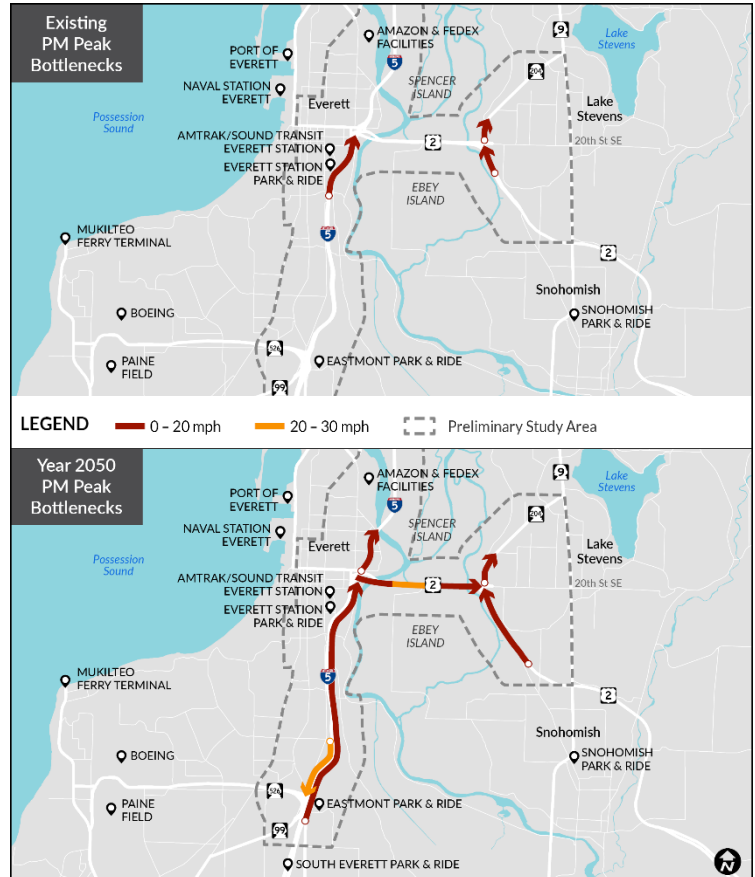 Existing
PM Peak
Bottlenecks
AMAZON & FEDEX
FACILITIES
9
Lake
Stevens
PORT OF
EVERETT
5
204
SPENCER
ISLAND
NAVAL STATION
EVERETT
Everett
Lake
Stevens
Possession
Sound
AMTRAK/SOUND TRANSIT
EVERETT STATION
2
20th St SE
EVERETT STATION
PARK & RIDE
EBEY
ISLAND
MUKILTEO
FERRY TERMINAL
5
2
Snohomish
BOEING
SNOHOMISH
PARK & RIDE
526
PAINE
FIELD
EASTMONT PARK & RIDE
99
LEGEND
0 – 20 mph
20 – 30 mph
Preliminary Study Area
Year 2050
PM Peak
Bottlenecks
AMAZON & FEDEX
FACILITIES
9
Lake
Stevens
PORT OF
EVERETT
5
204
SPENCER
ISLAND
NAVAL STATION
EVERETT
Everett
Lake
Stevens
Possession
Sound
AMTRAK/SOUND TRANSIT
EVERETT STATION
2
20th St SE
EVERETT STATION
PARK & RIDE
EBEY
ISLAND
MUKILTEO
FERRY TERMINAL
5
2
Snohomish
BOEING
SNOHOMISH
PARK & RIDE
526
PAINE
FIELD
EASTMONT PARK & RIDE
99
SOUTH EVERETT PARK & RIDE
N